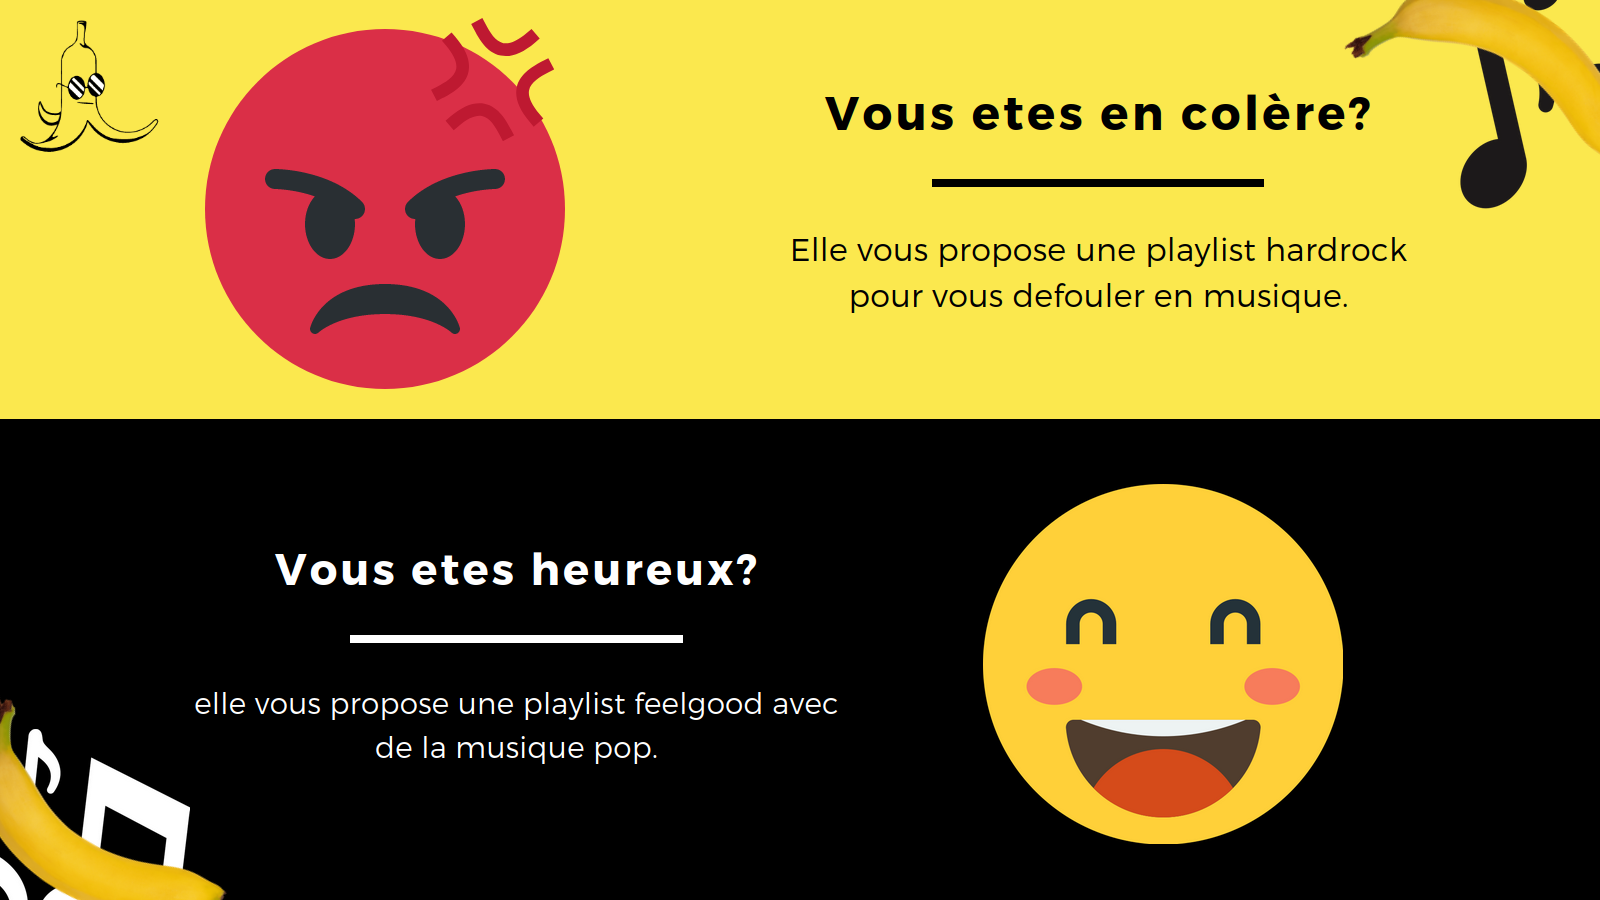 Vous etes en colère?
Elle vous propose une playlist hardrock
pour vous defouler en musique.
Vous etes heureux?
elle vous propose une playlist feelgood avec
de la musique pop.